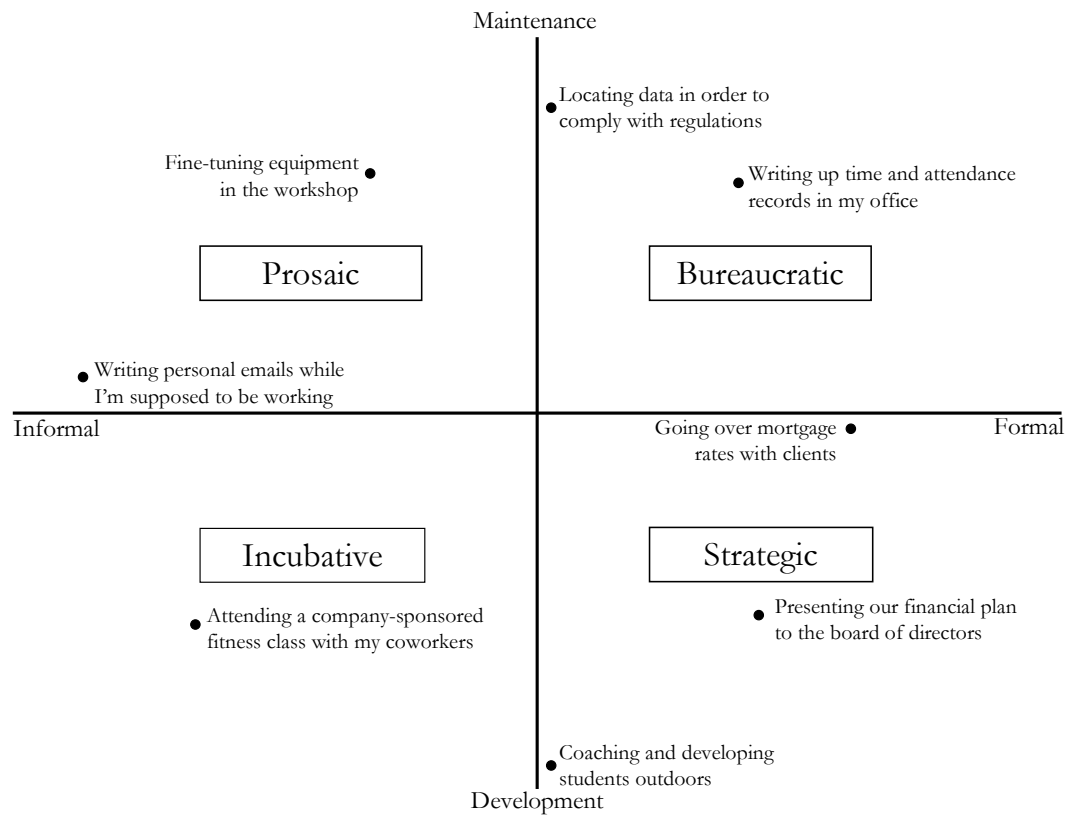 Maintenance
Locating data in order to
comply with regulations
Fine-tuning equipment
in the workshop
Writing up time and attendance
records in my office
Prosaic
Bureaucratic
Writing personal emails while
I'm supposed to be working
Informal
Going over mortgage
rates with clients
Formal
Incubative
Strategic
Attending a company-sponsored
fitness class with my coworkers
Presenting our financial plan
to the board of directors
Coaching and developing
students outdoors
Development